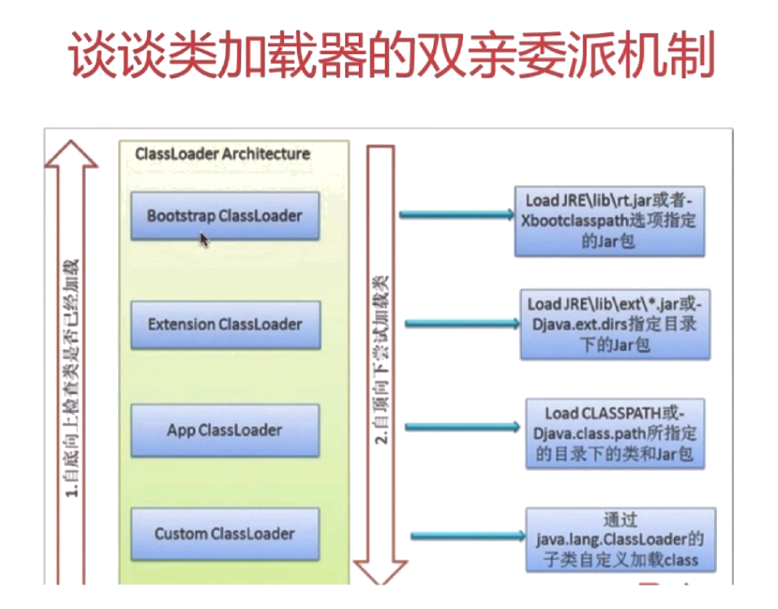 谈谈类加载器的双亲委派机制
ClassLoader Architecture
1.自底向上检查类是否已经加载
2.自顶向下尝试加载类
Bootstrap ClassLoader
Load JRE\lib\rt.jar或者-
Xbootclasspath选项指定
的Jar包
Extension ClassLoader
Load JRE\lib\ext\*.jar或-
Djava.ext.dirs指定目录
下的Jar包
App ClassLoader
Load CLASSPATH或-
Djava.class.path所指定
的目录下的类和Jar包
Custom ClassLoader
通过
java.lang.ClassLoader的
子类自定义加载class